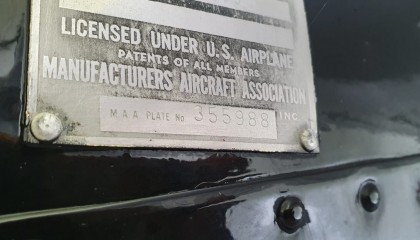 LICENSED UNDER U.S. AIRPLANE
PATENTS OF ALL MEMBERS
MANUFACTURERS AIRCRAFT ASSOCIATION
INC
M A A PLATE No 355988